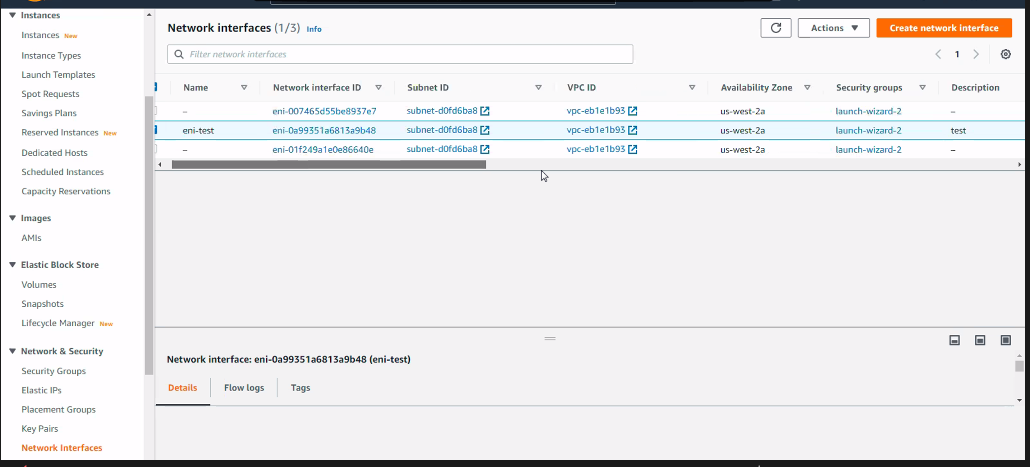 Instances
Instances New
Instance Types
Launch Templates
Spot Requests
Savings Plans
Reserved Instances New
Dedicated Hosts
Scheduled Instances
Capacity Reservations
Images
AMIs
Elastic Block Store
Volumes
Snapshots
Lifecycle Manager New
Network & Security
Security Groups
Elastic IPs
Placement Groups
Key Pairs
Network Interfaces
Network interfaces (1/3) Info
Actions
Create network interface
Filter network interfaces
1
Name Network interface ID Subnet ID VPC ID Availability Zone Security groups Description
– eni-007465d55be8937e7 subnet-d0fd6ba8 vpc-eb1e1b93 us-west-2a launch-wizard-2 –
eni-test eni-0a99351a6813a9b48 subnet-d0fd6ba8 vpc-eb1e1b93 us-west-2a launch-wizard-2 test
– eni-01f249a1e0e86640e subnet-d0fd6ba8 vpc-eb1e1b93 us-west-2a launch-wizard-2 –
Network interface: eni-0a99351a6813a9b48 (eni-test)
Details Flow logs Tags